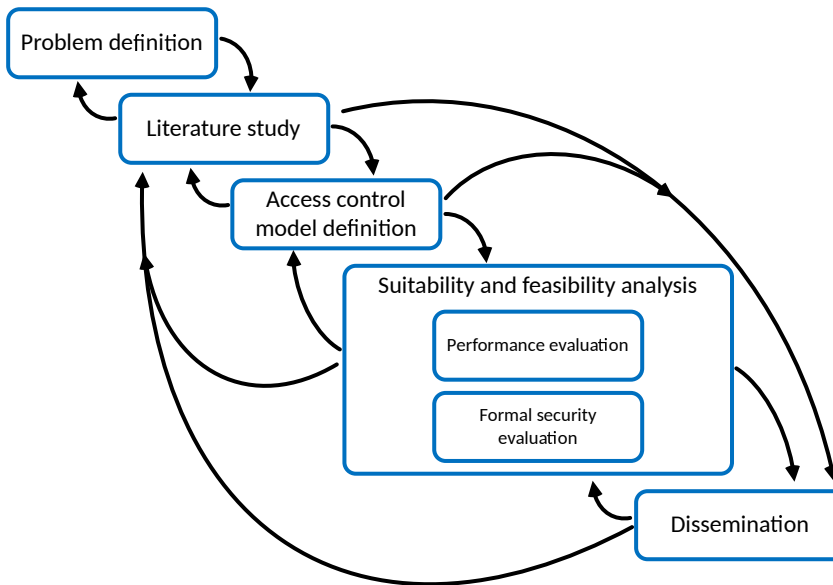 Problem definition
Literature study
Access control
model definition
Suitability and feasibility analysis
Performance evaluation
Formal security
evaluation
Dissemination